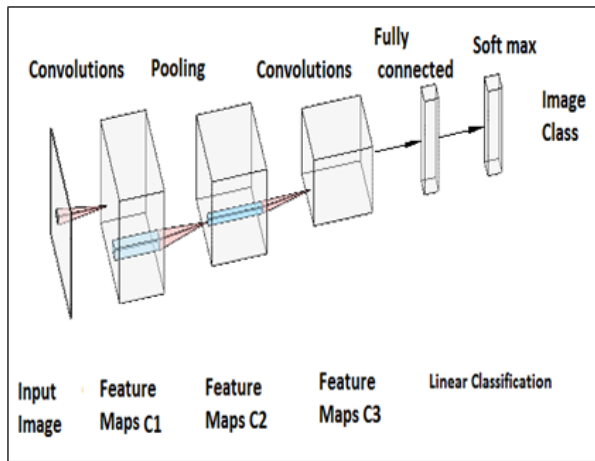 Convolutions
Pooling
Convolutions
Fully
connected
Soft max
Image
Class
Input
Image
Feature
Maps C1
Feature
Maps C2
Feature
Maps C3
Linear Classification